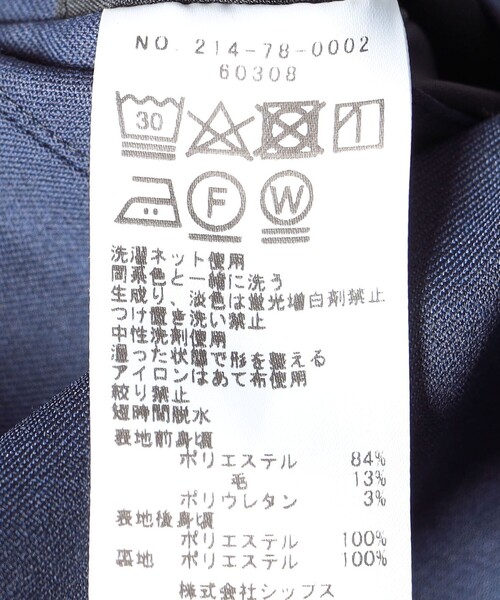 NO. 214-78-0002
60308
30
F
W
洗濯ネット使用
同系色と一緒に洗う
生成り、淡色は蛍光増白剤禁止
つけ置き洗い禁止
中性洗剤使用
湿った状態で形を整える
アイロンはあて布使用
絞り禁止
短時間脱水
表地前身頃
ポリエステル 84%
毛 13%
ポリウレタン 3%
表地後身頃
ポリエステル 100%
裏地 ポリエステル 100%
株式会社シップス